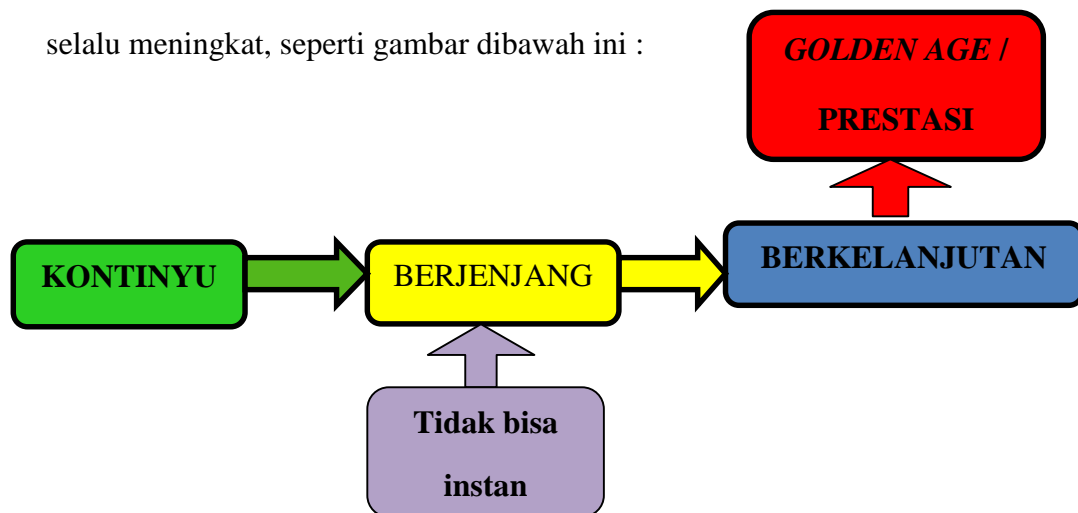 selalu meningkat, seperti gambar dibawah ini :
GOLDEN AGE /
PRESTASI
KONTINYU
BERJENJANG
BERKELANJUTAN
Tidak bisa
instan